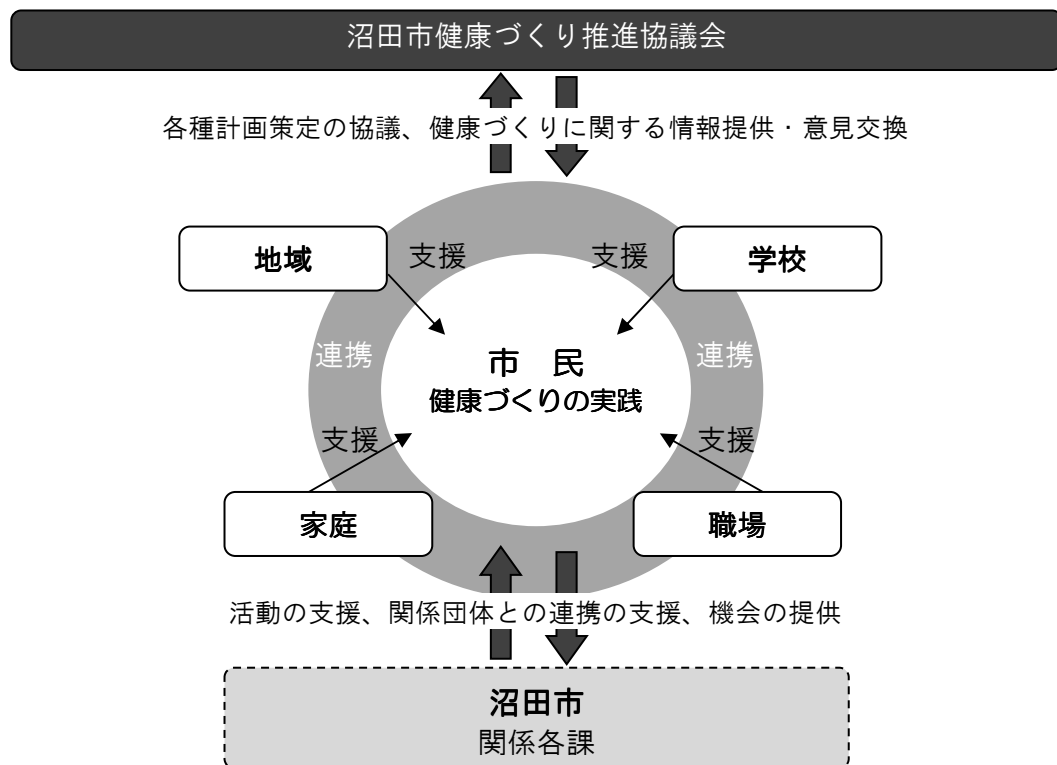 沼田市健康づくり推進協議会
各種計画策定の協議、健康づくりに関する情報提供・意見交換
地域
支援
支援
学校
連携
市　民
連携
健康づくりの実践
支援
支援
家庭
職場
活動の支援、関係団体との連携の支援、機会の提供
沼田市
関係各課